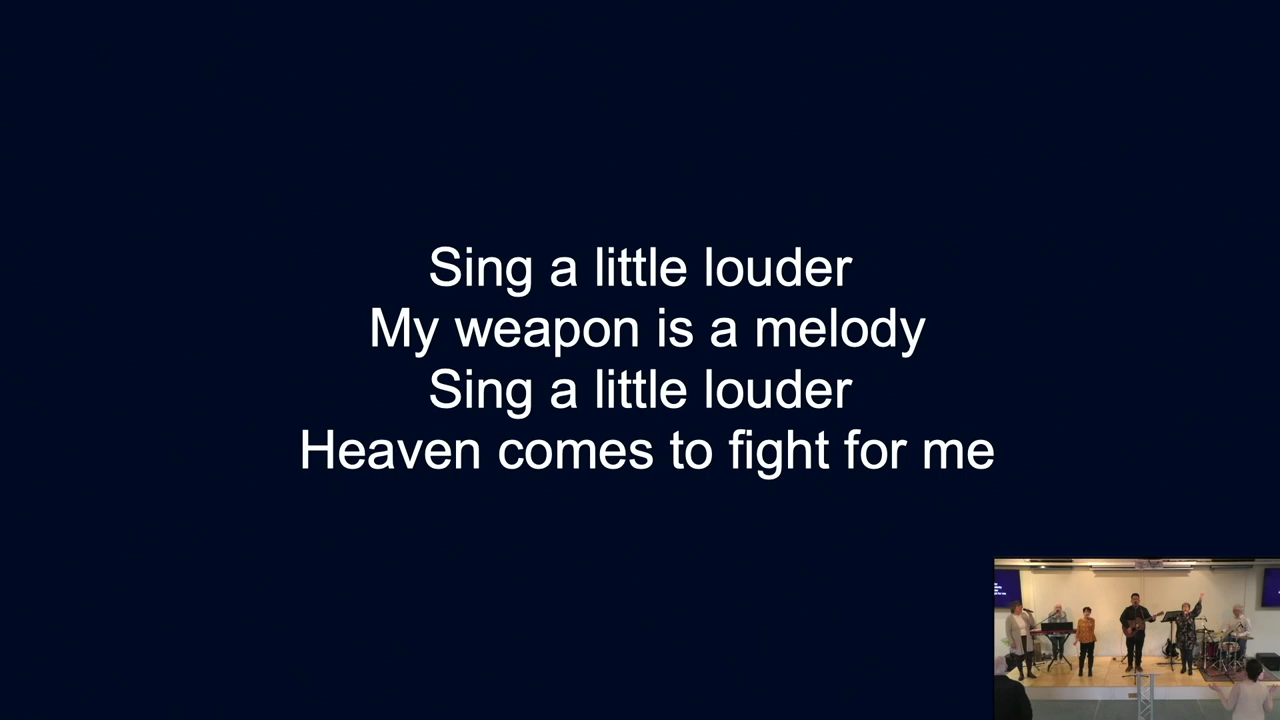 Sing a little louder
My weapon is a melody
Sing a little louder
Heaven comes to fight for me